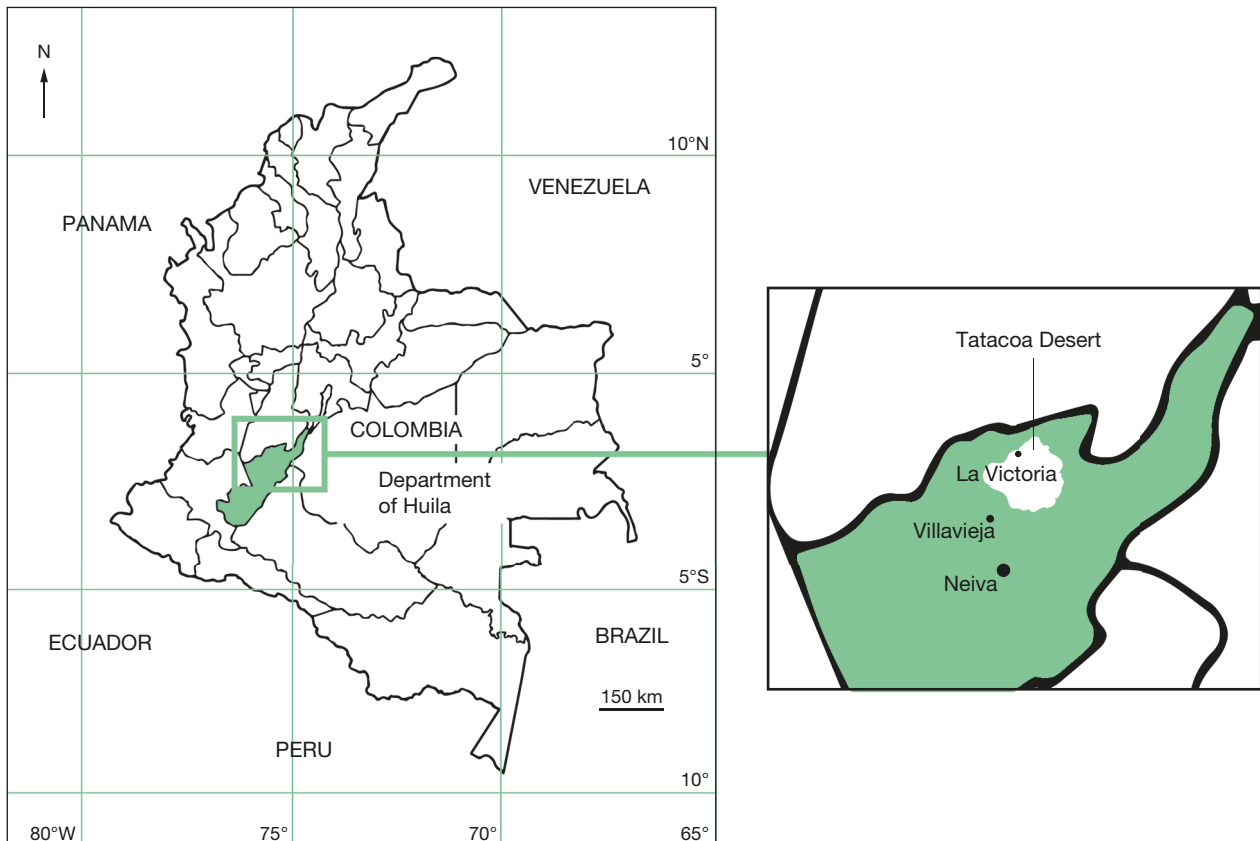 N
10°N
VENEZUELA
PANAMA
5°
COLOMBIA
Department
of Huila
5°S
ECUADOR
BRAZIL
150 km
PERU
10°
80°W
75°
70°
65°
Tatacoa Desert
La Victoria
Villavieja
Neiva